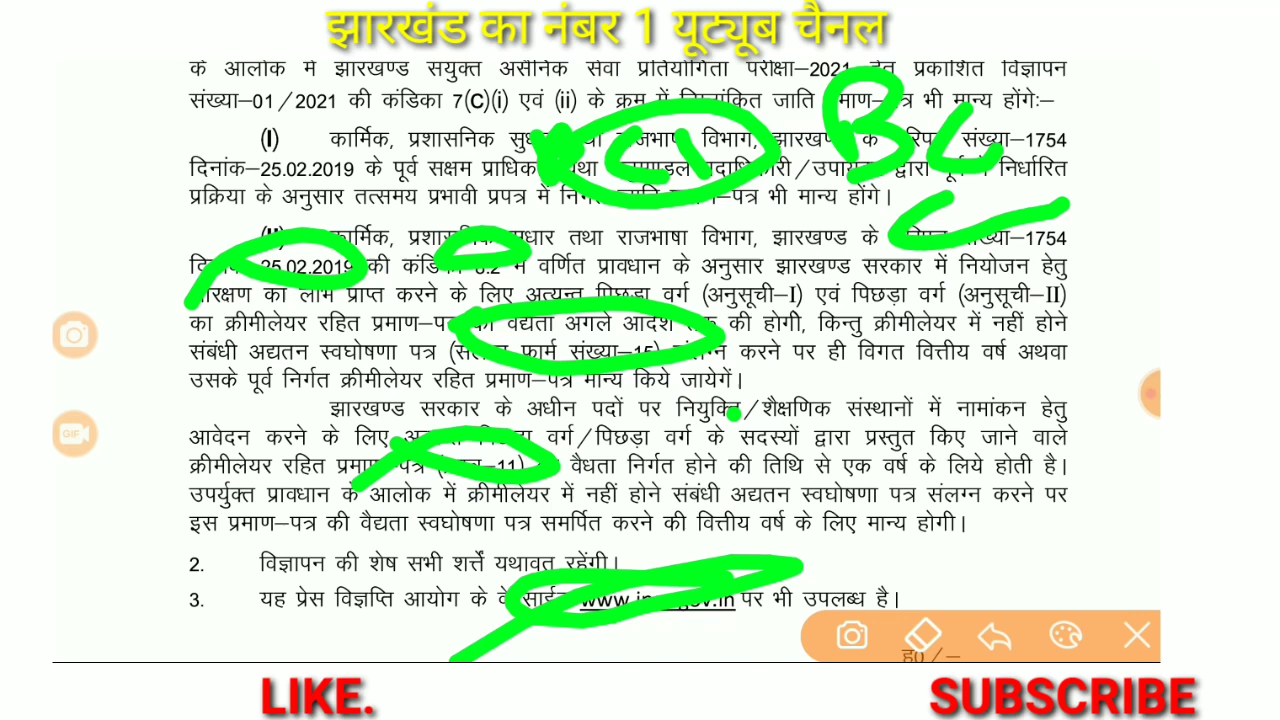 झारखंड का नंबर 1 यूट्यूब चैनल
के आलोक में झारखण्ड संयुक्त असैनिक सेवा प्रतियोगिता परीक्षा–2021 हेतु प्रकाशित विज्ञापन
संख्या–01/2021 की कंडिका 7(C)(i) एवं (ii) के क्रम में जाति भी मान्य होंगेः–
BC
(I) कार्मिक, प्रशासनिक विभाग, संख्या–1754
दिनांक–25.02.2019 के पूर्व सक्षम द्वारा निर्धारित
प्रक्रिया के अनुसार तत्समय प्रभावी प्रपत्र में भी मान्य होंगे।
(II) कार्मिक, सुधार तथा राजभाषा विभाग, झारखण्ड के संख्या–1754
25.02.2019 की वर्णित प्रावधान के अनुसार झारखण्ड सरकार में नियोजन हेतु
आरक्षण का लाभ प्राप्त करने के लिए अत्यन्त पिछड़ा वर्ग (अनुसूची–I) एवं पिछड़ा वर्ग (अनुसूची–II)
का क्रीमीलेयर रहित वैद्यता अगले आदेश की होगी, किन्तु क्रीमीलेयर में नहीं होने
संबंधी अद्यतन स्वघोषणा पत्र फार्म संख्या–15) करने पर ही विगत वित्तीय वर्ष अथवा
उसके पूर्व निर्गत क्रीमीलेयर रहित प्रमाण–पत्र मान्य किये जायेगें।
झारखण्ड सरकार के अधीन पदों पर नियुक्ति/शैक्षणिक संस्थानों में नामांकन हेतु
आवेदन करने के लिए वर्ग/पिछड़ा वर्ग के सदस्यों द्वारा प्रस्तुत किए जाने वाले
क्रीमीलेयर रहित वैधता निर्गत होने की तिथि से एक वर्ष के लिये होती है।
उपर्युक्त प्रावधान के आलोक में क्रीमीलेयर में नहीं होने संबंधी अद्यतन स्वघोषणा पत्र संलग्न करने पर
इस प्रमाण–पत्र की वैद्यता स्वघोषणा पत्र समर्पित करने की वित्तीय वर्ष के लिए मान्य होगी।
2. विज्ञापन की शेष सभी शर्त्तें यथावत रहेंगी।
3. यह प्रेस विज्ञप्ति आयोग के पर भी उपलब्ध है।
ह0/–
GIF
LIKE.
SUBSCRIBE